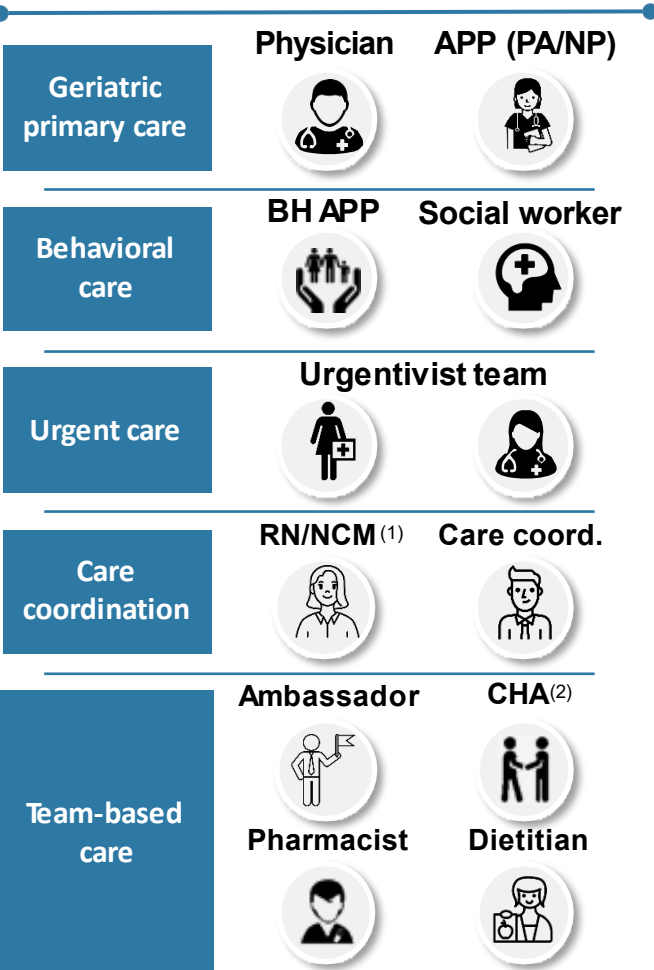 Physician APP (PA/NP)
Geriatric
primary care
BH APP Social worker
Behavioral
care
Urgentivist team
Urgent care
RN/NCM (1) Care coord.
Care
coordination
Ambassador CHA(2)
Team-based
care
Pharmacist Dietitian